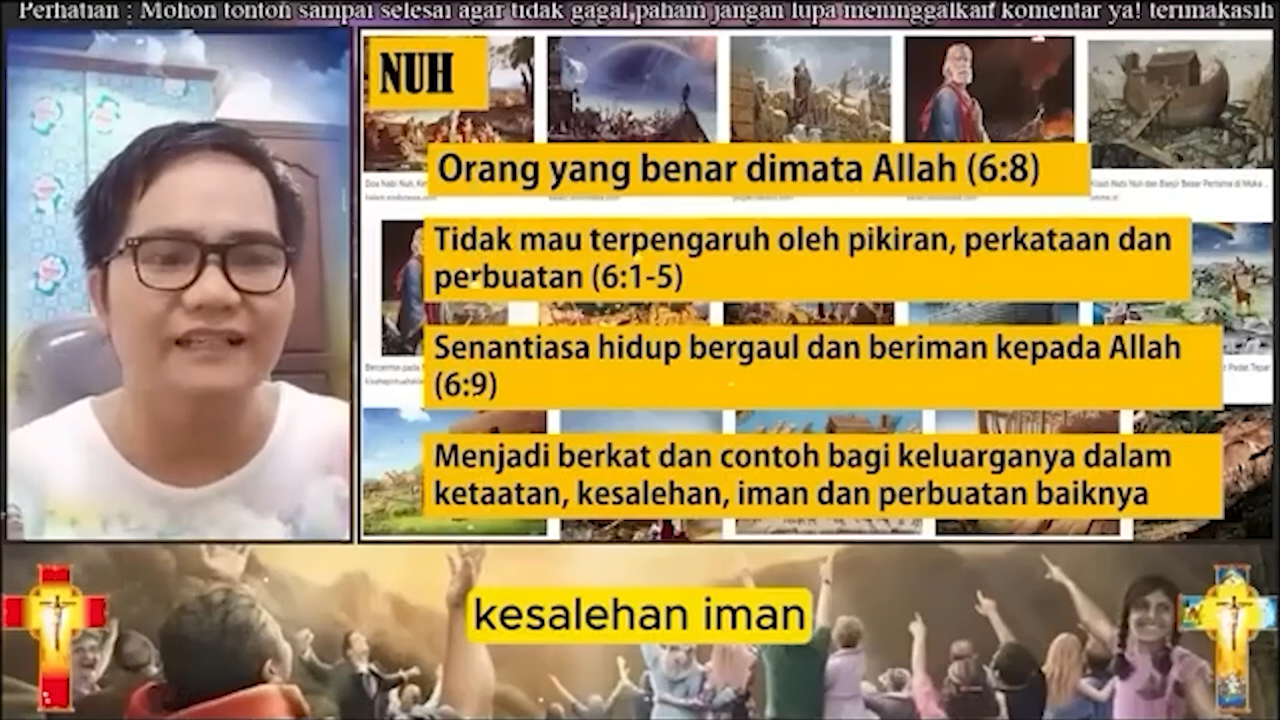 Perhatian : Mohon tonton sampai selesai agar tidak gagal paham jangan lupa meninggalkan komentar ya! terimakasih
NUH
Orang yang benar dimata Allah (6:8)
Tidak mau terpengaruh oleh pikiran, perkataan dan
perbuatan (6:1-5)
Senantiasa hidup bergaul dan beriman kepada Allah
(6:9)
Menjadi berkat dan contoh bagi keluarganya dalam
ketaatan, kesalehan, iman dan perbuatan baiknya
kesalehan iman